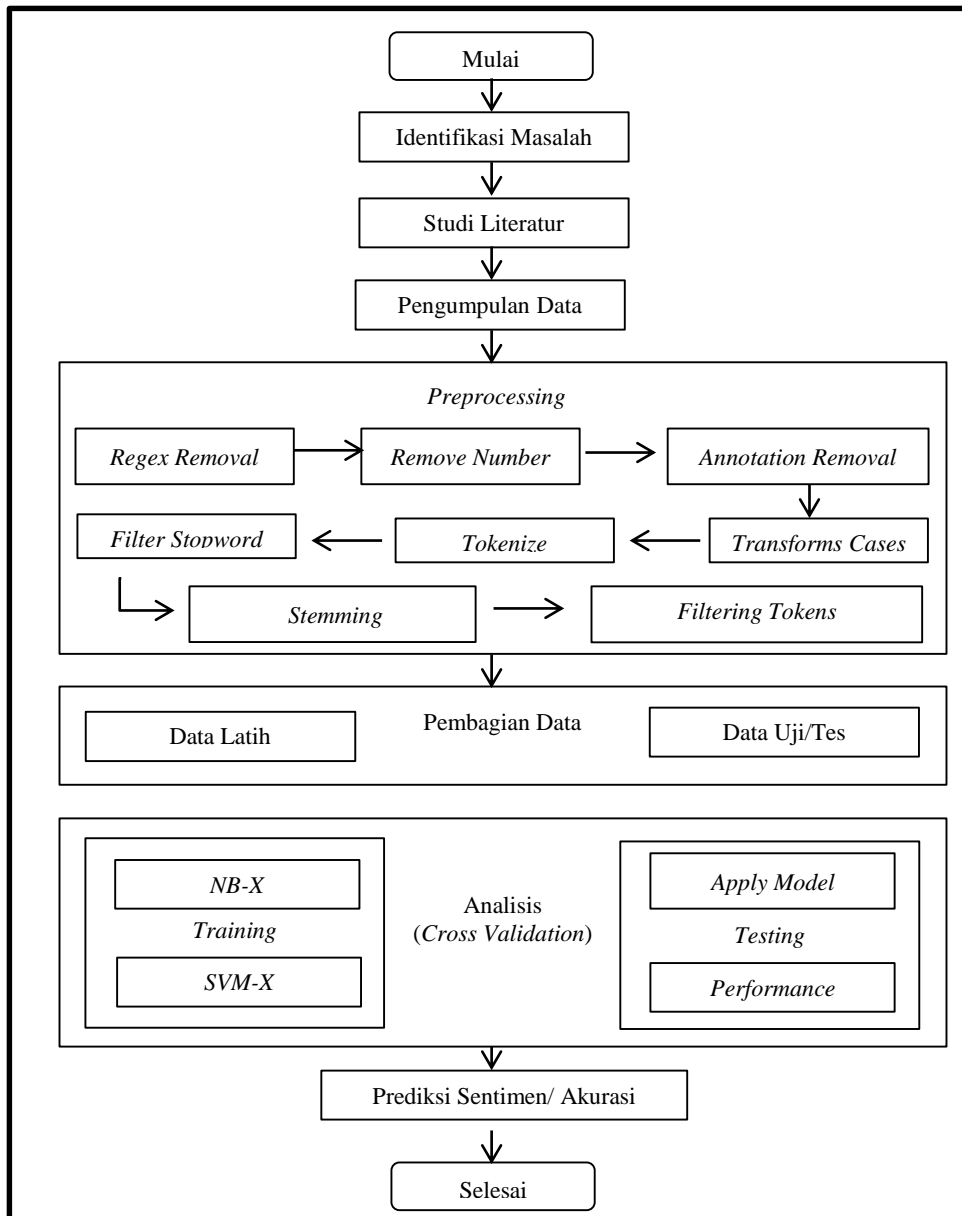 Mulai
Identifikasi Masalah
Studi Literatur
Pengumpulan Data
Preprocessing
Regex Removal
Remove Number
Annotation Removal
Transforms Cases
Tokenize
Filter Stopword
Stemming
Filtering Tokens
Pembagian Data
Data Latih
Data Uji/Tes
NB-X
Training
SVM-X
Analisis
(Cross Validation)
Apply Model
Testing
Performance
Prediksi Sentimen/ Akurasi
Selesai